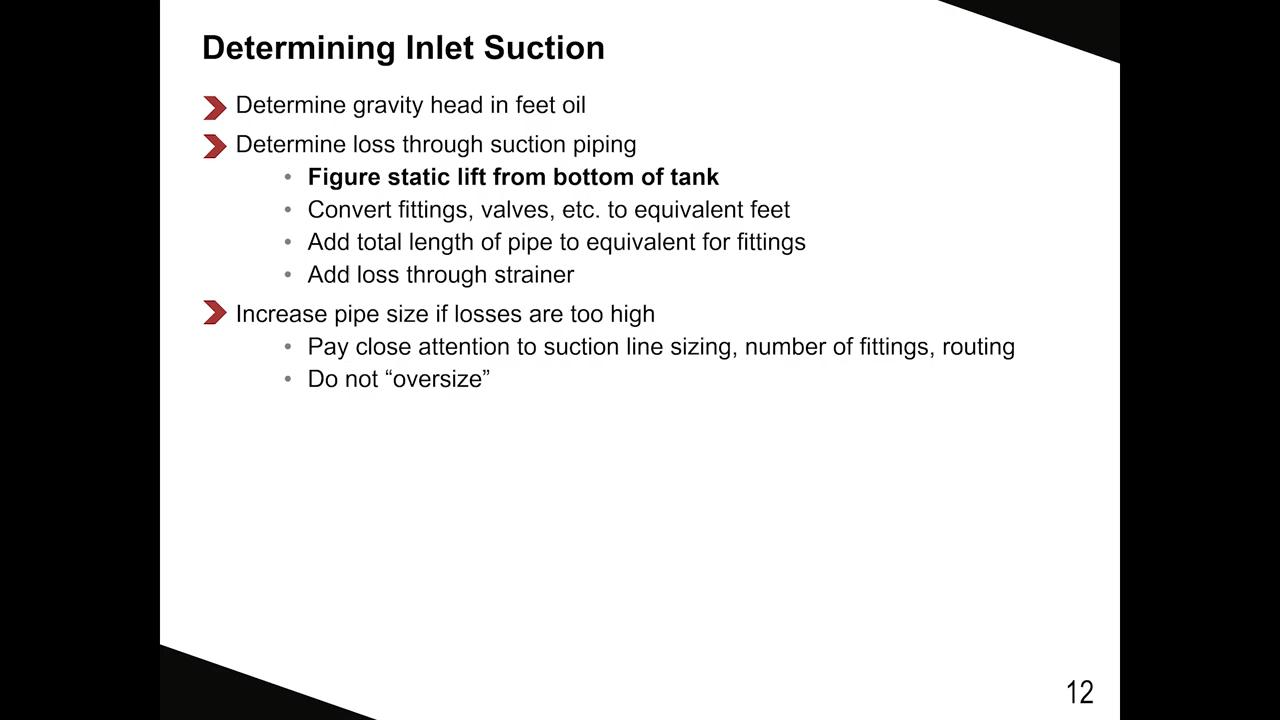 Determining Inlet Suction
Determine gravity head in feet oil
Determine loss through suction piping
• Figure static lift from bottom of tank
• Convert fittings, valves, etc. to equivalent feet
• Add total length of pipe to equivalent for fittings
• Add loss through strainer
Increase pipe size if losses are too high
• Pay close attention to suction line sizing, number of fittings, routing
• Do not “oversize”
12